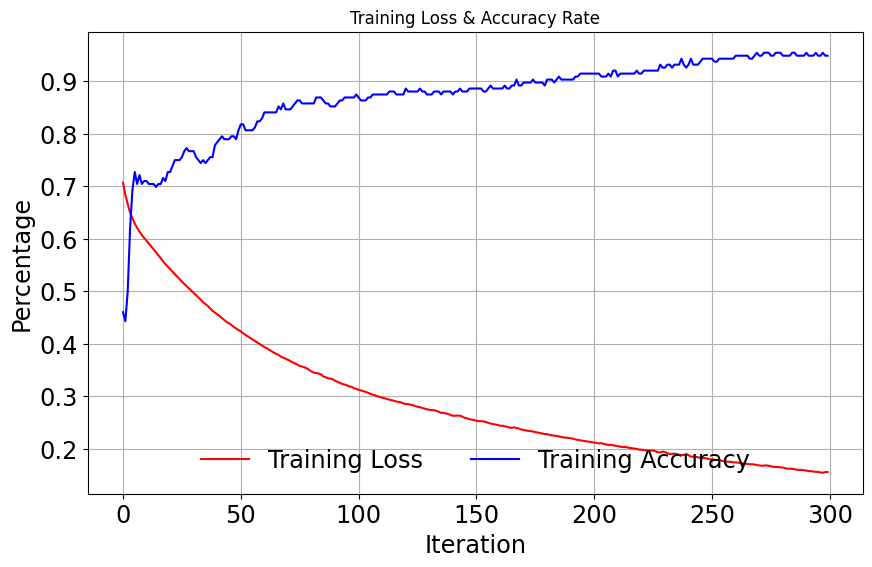 Training Loss & Accuracy Rate
Percentage
0.9
0.8
0.7
0.6
0.5
0.4
0.3
0.2
Training Loss
Training Accuracy
0 50 100 150 200 250 300
Iteration